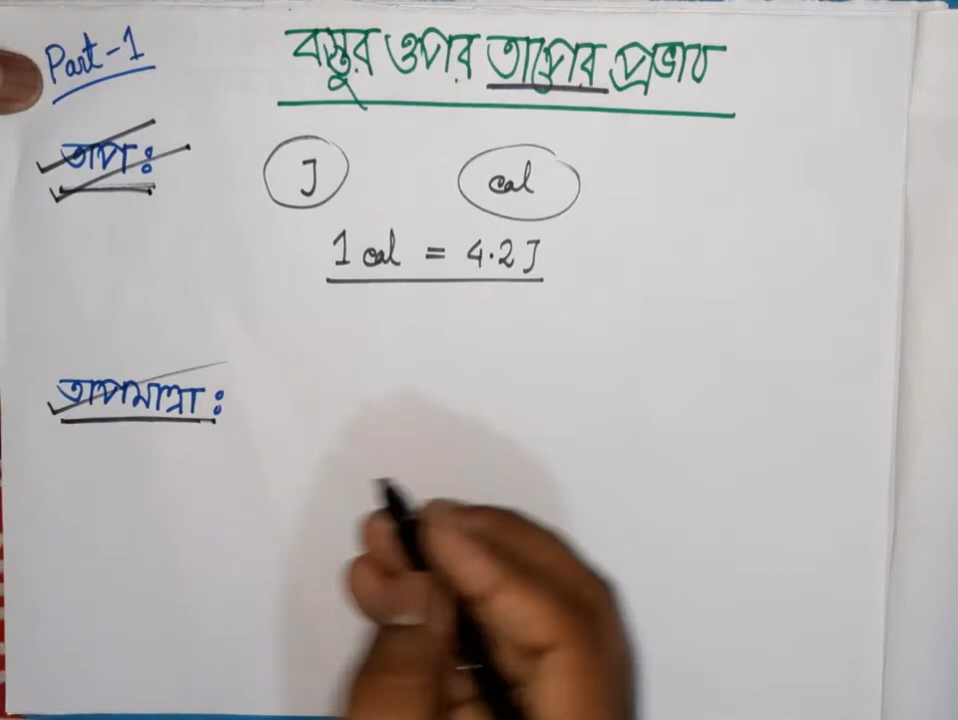 Part-1
বস্তুর ওপর তাপের প্রভাব
তাপ:
J
cal
1 cal = 4.2 J
তাপমাত্রা: